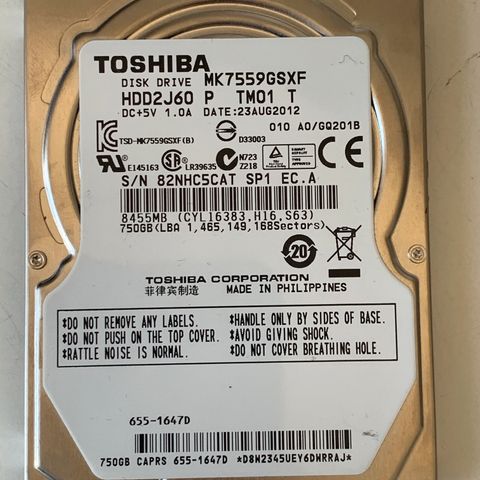 TOSHIBA
DISK DRIVE MK7559GSXF
HDD2J60 P TM01 T
DC+5V 1.0A DATE:23AUG2012
010 A0/GQ201B
TSD-MK7559GSXF(B)
D33003
E145163 LR39635 N723 Z218
S/N 82NHC5CAT SP1 EC.A
8455MB (CYL16383,H16,S63)
750GB(LBA 1,465,149,168Sectors)
20
TOSHIBA CORPORATION
菲律宾制造 MADE IN PHILIPPINES
*DO NOT REMOVE ANY LABELS. *HANDLE ONLY BY SIDES OF BASE.
*DO NOT PUSH ON THE TOP COVER. *AVOID GIVING SHOCK.
*RATTLE NOISE IS NORMAL. *DO NOT COVER BREATHING HOLE.
655-1647D
750GB CAPRS 655-1647D *D8W2345UEY6DWRRAJ*